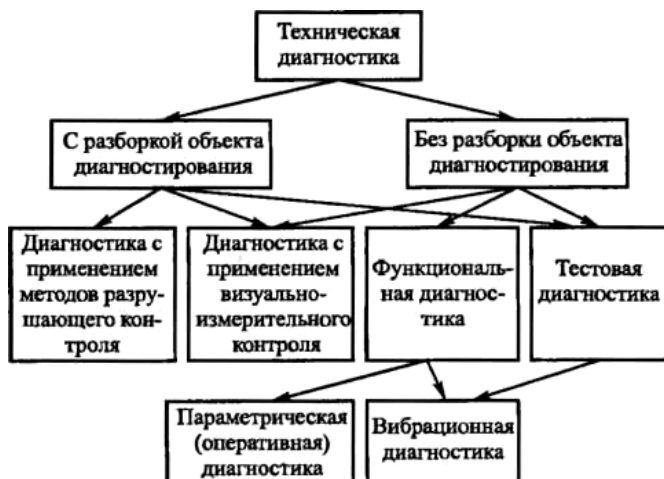 Техническая
диагностика
С разборкой объекта
диагностирования
Без разборки объекта
диагностирования
Диагностика с
применением
методов разру-
шающего кон-
троля
Диагностика с
применением
визуально-
измерительного
контроля
Функциональ-
ная диагнос-
тика
Тестовая
диагностика
Параметрическая
(оперативная)
диагностика
Вибрационная
диагностика